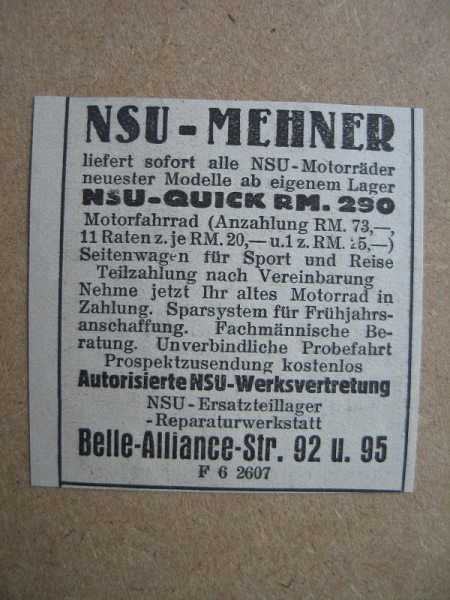 NSU-MEHNER
liefert sofort alle NSU-Motorräder
neuester Modelle ab eigenem Lager
NSU-QUICK RM. 290
Motorfahrrad (Anzahlung RM. 73,—,
11 Raten z. je RM. 20,— u. 1 z. RM. 25,—)
Seitenwagen für Sport und Reise
Teilzahlung nach Vereinbarung
Nehme jetzt Ihr altes Motorrad in
Zahlung. Sparsystem für Frühjahrs-
anschaffung. Fachmännische Be-
ratung. Unverbindliche Probefahrt
Prospektzusendung kostenlos
Autorisierte NSU-Werksvertretung
NSU-Ersatzteillager
-Reparaturwerkstatt
Belle-Alliance-Str. 92 u. 95
F 6 2607